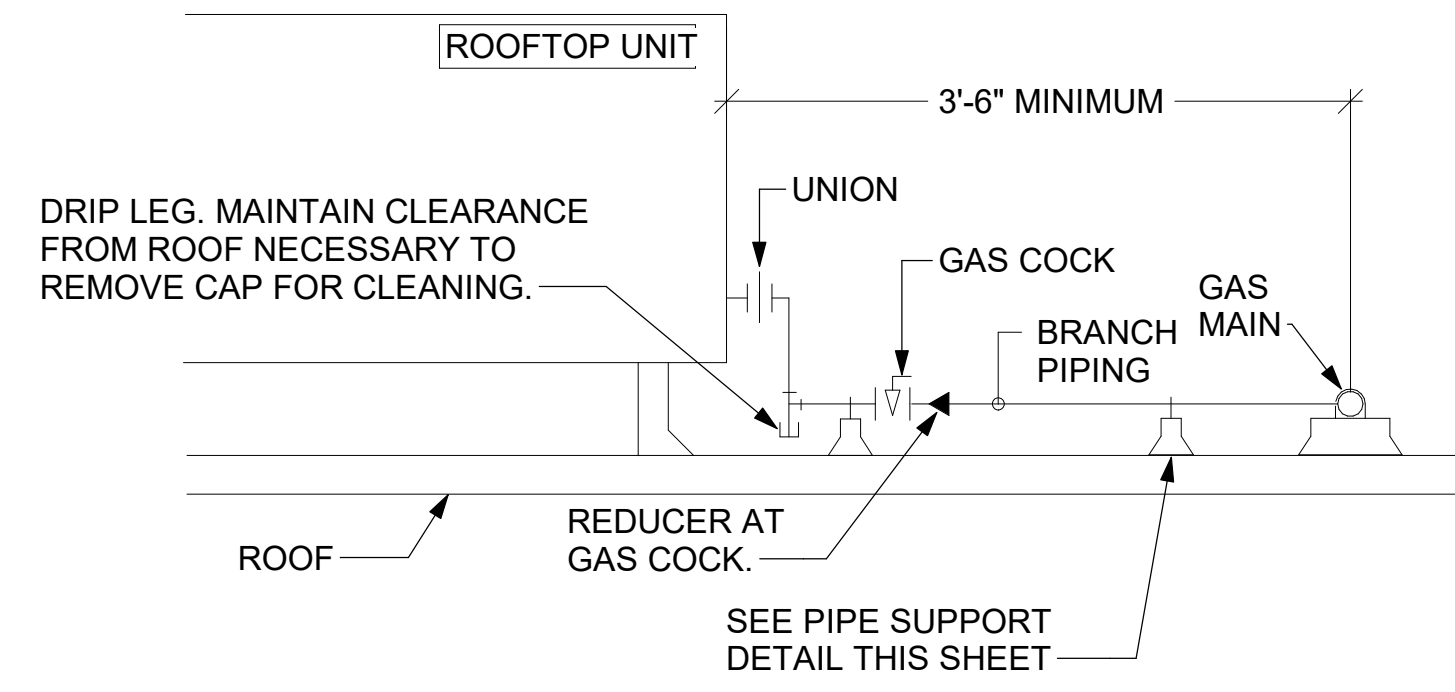 ROOFTOP UNIT
3'-6" MINIMUM
UNION
DRIP LEG. MAINTAIN CLEARANCE
FROM ROOF NECESSARY TO
REMOVE CAP FOR CLEANING.
GAS COCK
GAS
MAIN
BRANCH
PIPING
REDUCER AT
GAS COCK.
ROOF
SEE PIPE SUPPORT
DETAIL THIS SHEET